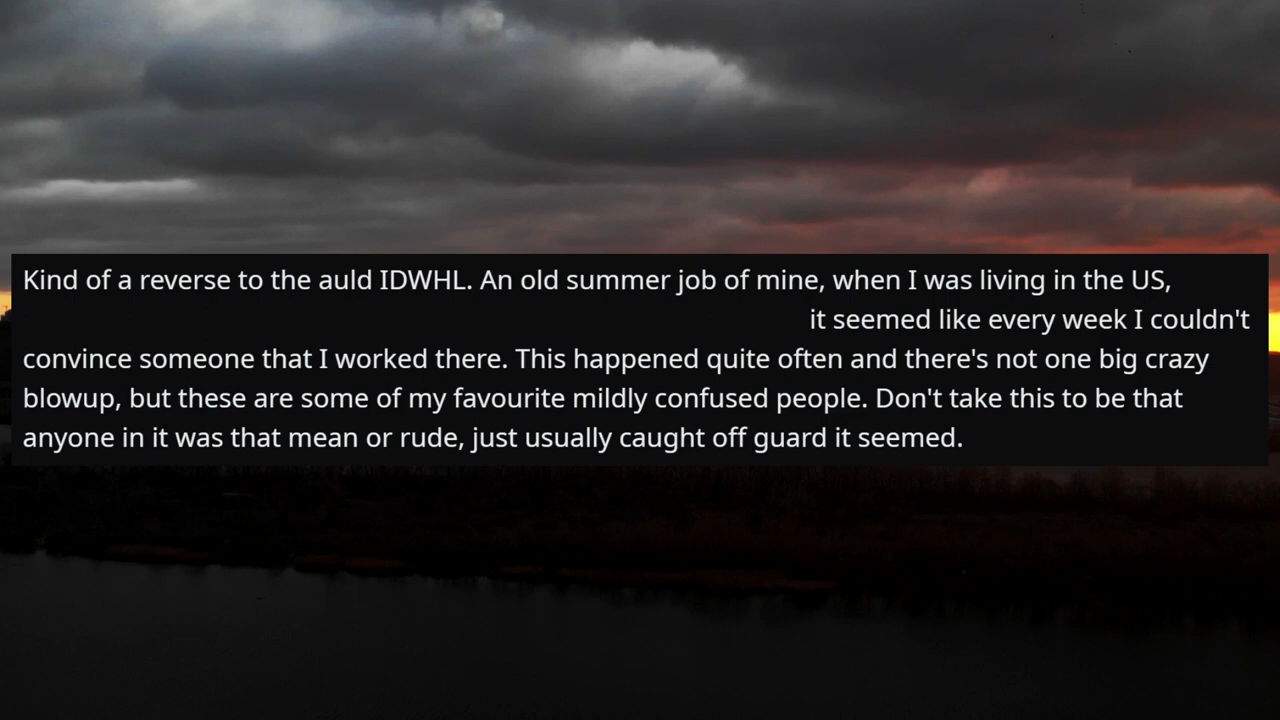 Kind of a reverse to the auld IDWHL. An old summer job of mine, when I was living in the US,
it seemed like every week I couldn't
convince someone that I worked there. This happened quite often and there's not one big crazy
blowup, but these are some of my favourite mildly confused people. Don't take this to be that
anyone in it was that mean or rude, just usually caught off guard it seemed.